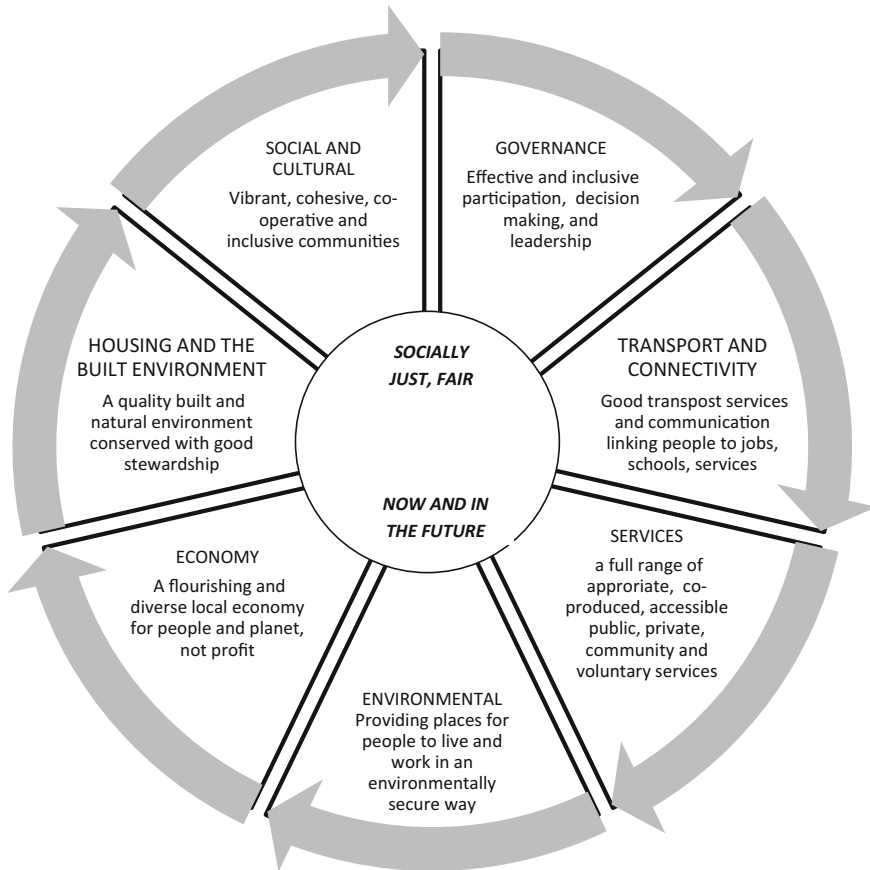 SOCIAL AND
CULTURAL
Vibrant, cohesive, co-
operative and
inclusive communities
GOVERNANCE
Effective and inclusive
participation, decision
making, and
leadership
TRANSPORT AND
CONNECTIVITY
Good transpost services
and communication
linking people to jobs,
schools, services
SERVICES
a full range of
approriate, co-
produced, accessible
public, private,
community and
voluntary services
ENVIRONMENTAL
Providing places for
people to live and
work in an
environmentally
secure way
ECONOMY
A flourishing and
diverse local economy
for people and planet,
not profit
HOUSING AND THE
BUILT ENVIRONMENT
A quality built and
natural environment
conserved with good
stewardship
SOCIALLY
JUST, FAIR
NOW AND IN
THE FUTURE